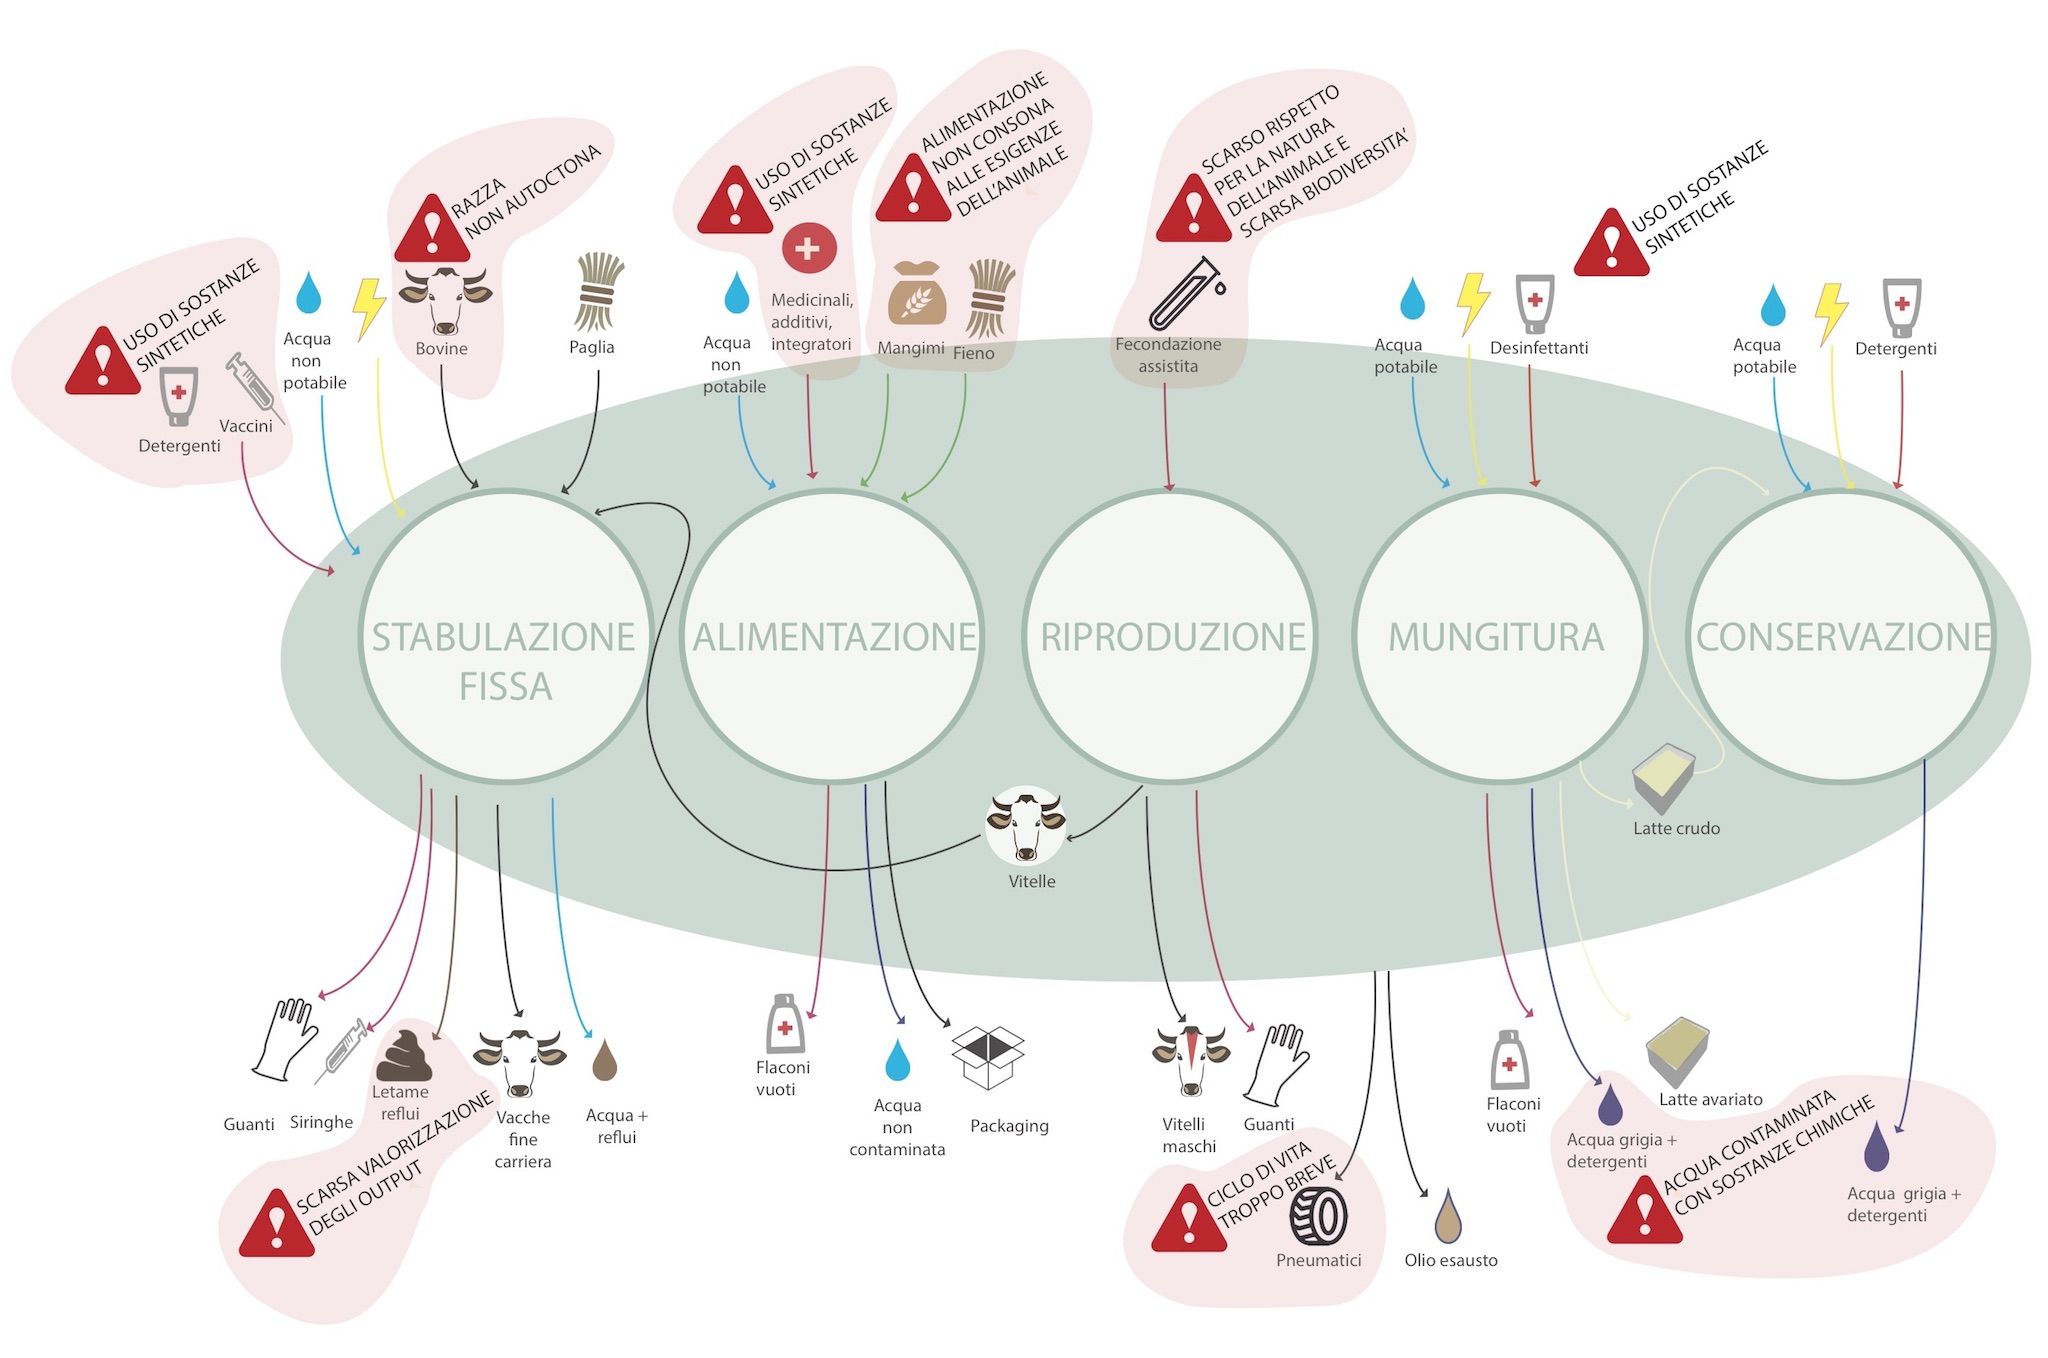 USO DI SOSTANZE
SINTETICHE
Detergenti
Vaccini
Acqua
non
potabile
RAZZA
NON AUTOCTONA
Bovine
Paglia
USO DI SOSTANZE
SINTETICHE
Acqua
non
potabile
Medicinali,
additivi,
integratori
ALIMENTAZIONE
NON CONSONA
ALLE ESIGENZE
DELL'ANIMALE
Mangimi
Fieno
SCARSO RISPETTO
PER LA NATURA
DELL'ANIMALE E
SCARSA BIODIVERSITA'
Fecondazione
assistita
USO DI SOSTANZE
SINTETICHE
Acqua
potabile
Desinfettanti
Acqua
potabile
Detergenti
STABULAZIONE
FISSA
ALIMENTAZIONE
RIPRODUZIONE
MUNGITURA
CONSERVAZIONE
Vitelle
Latte crudo
Guanti
Siringhe
Letame
reflui
SCARSA VALORIZZAZIONE
DEGLI OUTPUT
Vacche
fine
carriera
Acqua +
reflui
Flaconi
vuoti
Acqua
non
contaminata
Packaging
Vitelli
maschi
Guanti
CICLO DI VITA
TROPPO BREVE
Pneumatici
Olio esausto
Flaconi
vuoti
Acqua grigia +
detergenti
Latte avariato
ACQUA CONTAMINATA
CON SOSTANZE CHIMICHE
Acqua grigia +
detergenti